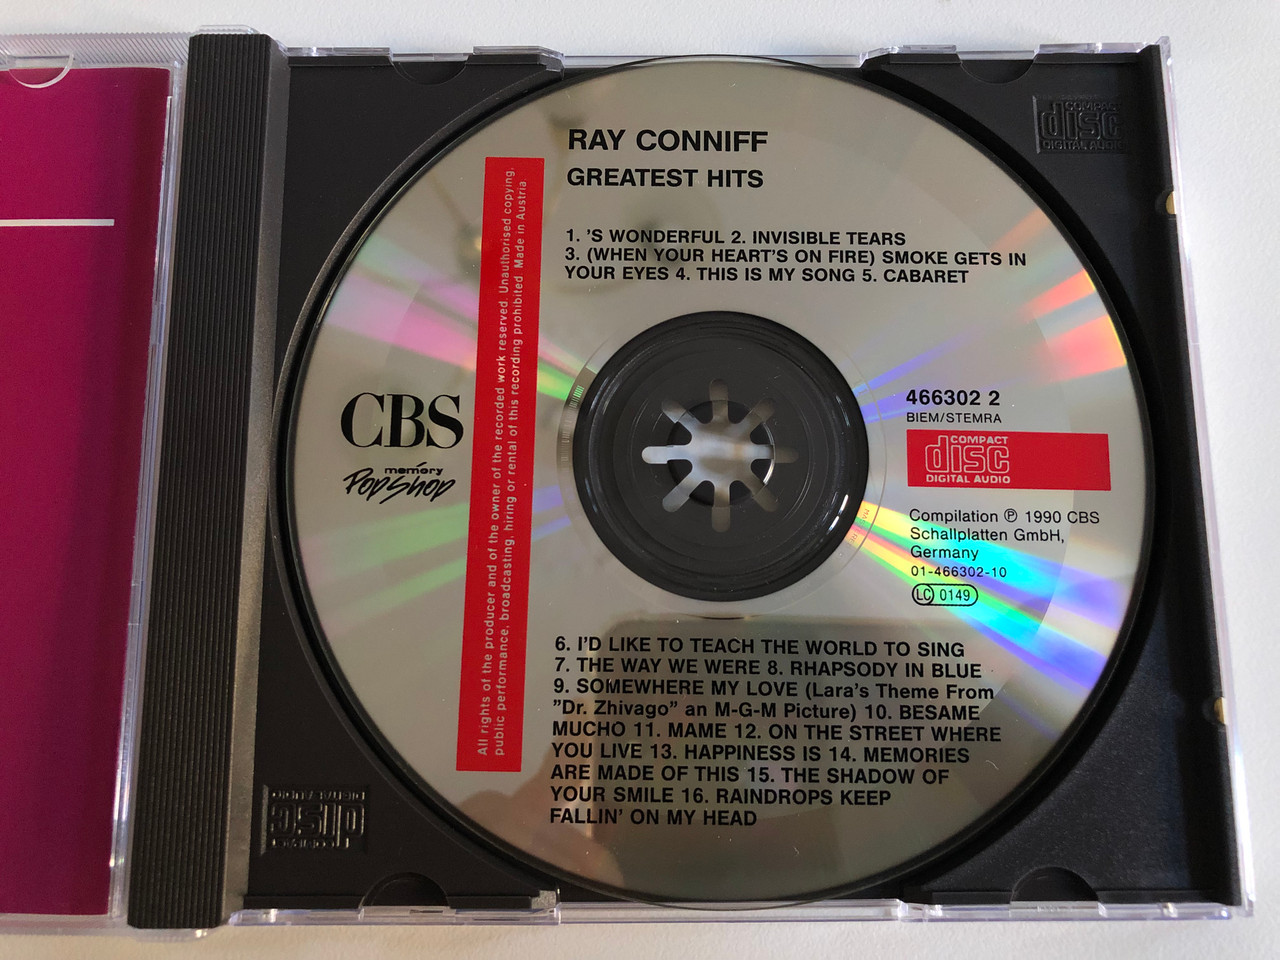 RAY CONNIFF
GREATEST HITS
1. 'S WONDERFUL 2. INVISIBLE TEARS
3. (WHEN YOUR HEART'S ON FIRE) SMOKE GETS IN
YOUR EYES 4. THIS IS MY SONG 5. CABARET
All rights of the producer and of the owner of the recorded work reserved. Unauthorised copying,
public performance, broadcasting, hiring or rental of this recording prohibited. Made in Austria.
CBS
memory
PopShop
466302 2
BIEM/STEMRA
COMPACT
disc
DIGITAL AUDIO
Compilation ℗ 1990 CBS
Schallplatten GmbH,
Germany
01-466302-10
LC 0149
6. I'D LIKE TO TEACH THE WORLD TO SING
7. THE WAY WE WERE 8. RHAPSODY IN BLUE
9. SOMEWHERE MY LOVE (Lara's Theme From
"Dr. Zhivago" an M-G-M Picture) 10. BESAME
MUCHO 11. MAME 12. ON THE STREET WHERE
YOU LIVE 13. HAPPINESS IS 14. MEMORIES
ARE MADE OF THIS 15. THE SHADOW OF
YOUR SMILE 16. RAINDROPS KEEP
FALLIN' ON MY HEAD
COMPACT
disc
DIGITAL AUDIO
COMPACT
disc
DIGITAL AUDIO